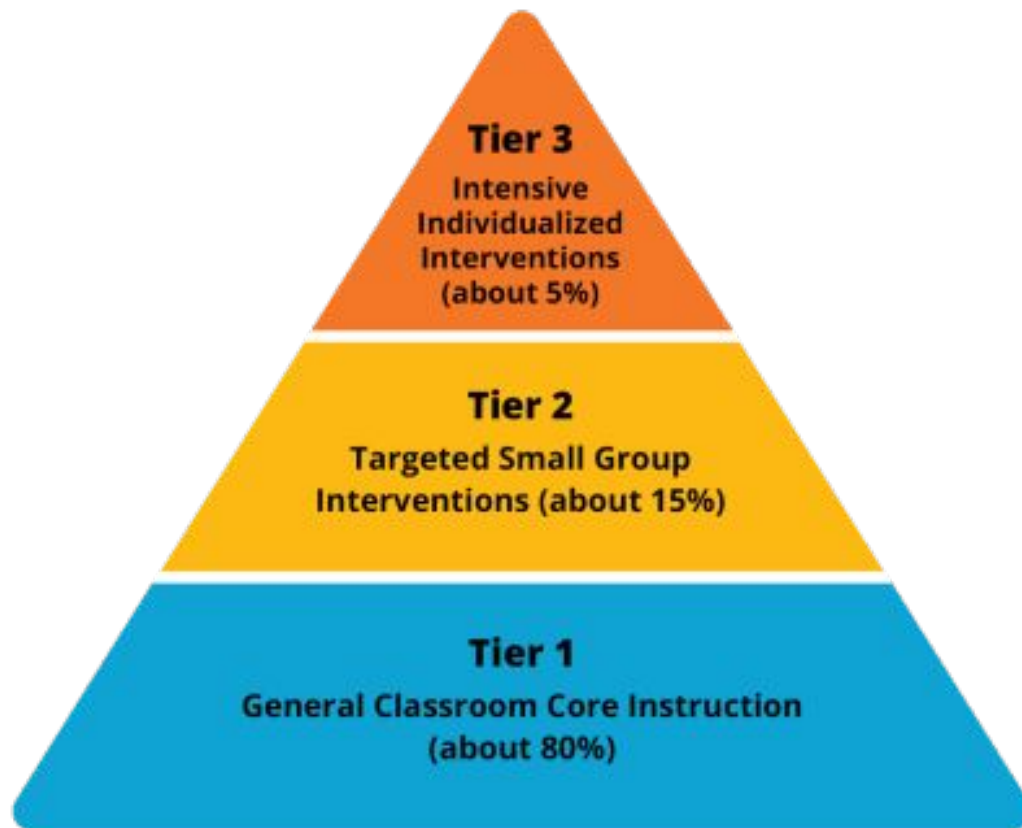 Tier 3
Intensive
Individualized
Interventions
(about 5%)
Tier 2
Targeted Small Group
Interventions (about 15%)
Tier 1
General Classroom Core Instruction
(about 80%)